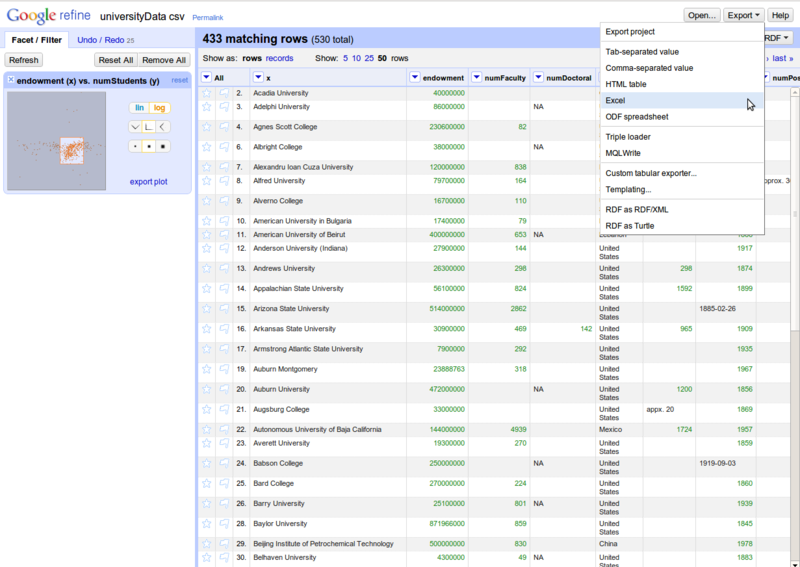 Google refine universityData csv Permalink
Open... Export Help
Facet / Filter Undo / Redo 25
433 matching rows (530 total)
RDF
Refresh Reset All Remove All
Show as: rows records Show: 5 10 25 50 rows
› last »
endowment (x) vs. numStudents (y) reset
lin log
export plot
Export project
Tab-separated value
Comma-separated value
HTML table
Excel
ODF spreadsheet
Triple loader
MQLWrite
Custom tabular exporter...
Templating...
RDF as RDF/XML
RDF as Turtle
All x endowment numFaculty numDoctoral numPos
2. Acadia University 40000000
3. Adelphi University 86000000 NA
4. Agnes Scott College 230600000 82
6. Albright College 38000000 NA
7. Alexandru Ioan Cuza University 120000000 838
8. Alfred University 79700000 164
9. Alverno College 16700000 110
10. American University in Bulgaria 17400000 79
11. American University of Beirut 400000000 653 NA
12. Anderson University (Indiana) 27900000 144 United States 1917
13. Andrews University 26300000 298 United States 298 1874
14. Appalachian State University 56100000 824 United States 1592 1899
15. Arizona State University 514000000 2862 United States 1885-02-26
16. Arkansas State University 30900000 469 142 United States 965 1909
17. Armstrong Atlantic State University 7900000 292 United States 1935
19. Auburn Montgomery 23888763 318 United States 1967
20. Auburn University 472000000 NA United States 1200 1856
21. Augsburg College 33000000 United States appx. 20 1869
22. Autonomous University of Baja California 144000000 4939 Mexico 1724 1957
23. Averett University 19300000 270 United States 1859
24. Babson College 250000000 NA United States 1919-09-03
25. Bard College 270000000 224 United States 1860
26. Barry University 25100000 801 NA United States 1939
28. Baylor University 871966000 859 United States 1845
29. Beijing Institute of Petrochemical Technology 500000000 830 China 1978
30. Belhaven University 4300000 49 NA United 1883